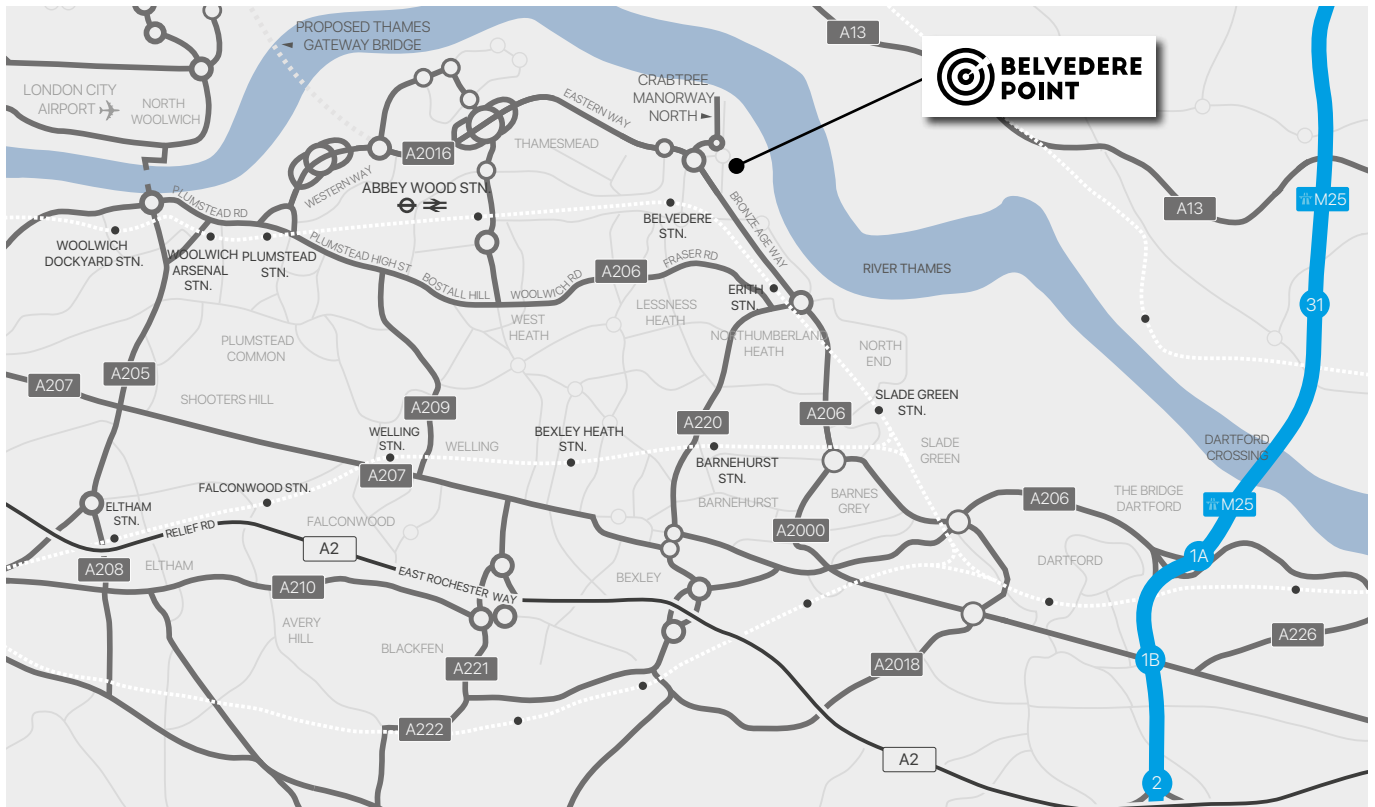 PROPOSED THAMES
GATEWAY BRIDGE
A13
BELVEDERE
POINT
LONDON CITY
AIRPORT
NORTH
WOOLWICH
CRABTREE
MANORWAY
NORTH
EASTERN WAY
THAMESMEAD
A2016
WESTERN WAY
ABBEY WOOD STN.
PLUMSTEAD RD
BELVEDERE
STN.
BRONZE AGE WAY
A13
M25
WOOLWICH
DOCKYARD STN.
WOOLWICH
ARSENAL
STN.
PLUMSTEAD
STN.
PLUMSTEAD HIGH ST
BOSTALL HILL
WOOLWICH RD
A206
FRASER RD
RIVER THAMES
ERITH
STN.
31
LESSNESS
HEATH
WEST
HEATH
NORTHUMBERLAND
HEATH
NORTH
END
PLUMSTEAD
COMMON
A205
A207
SHOOTERS HILL
A209
A220
A206
SLADE GREEN
STN.
WELLING
STN.
WELLING
BEXLEY HEATH
STN.
BARNEHURST
STN.
SLADE
GREEN
DARTFORD
CROSSING
A207
FALCONWOOD STN.
BARNEHURST
BARNES
GREY
A206
THE BRIDGE
DARTFORD
M25
ELTHAM
STN.
RELIEF RD
FALCONWOOD
A2000
A2
1A
A208
ELTHAM
A210
EAST ROCHESTER WAY
BEXLEY
DARTFORD
AVERY
HILL
BLACKFEN
A226
A221
A2018
1B
A222
A2
2